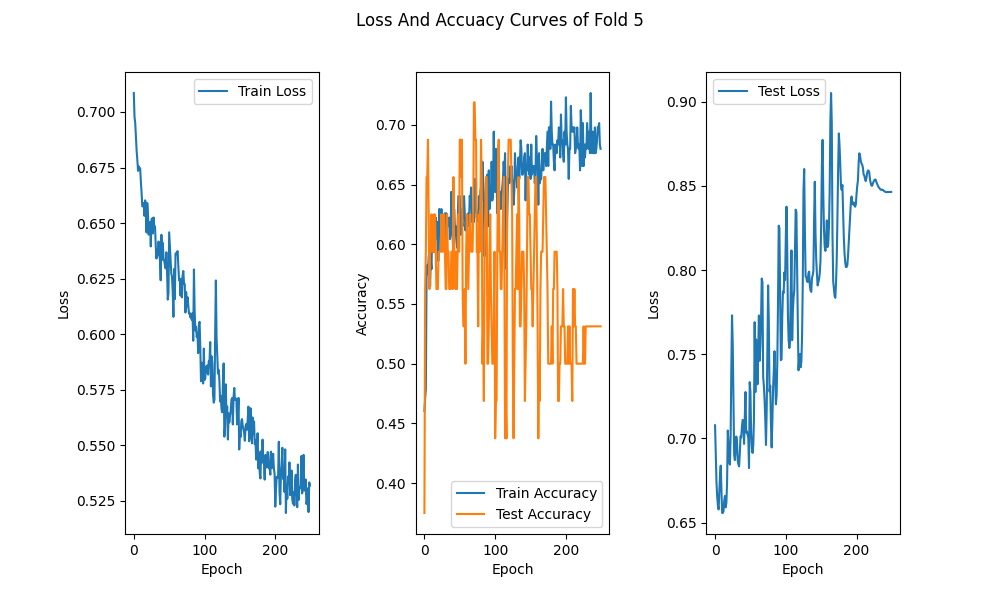 Loss And Accuacy Curves of Fold 5
Train Loss
0.700
0.675
0.650
0.625
0.600
0.575
0.550
0.525
Loss
0
100
200
Epoch
0.70
0.65
0.60
0.55
0.50
0.45
0.40
Accuracy
Train Accuracy
Test Accuracy
0
100
200
Epoch
Test Loss
0.90
0.85
0.80
0.75
0.70
0.65
Loss
0
100
200
Epoch